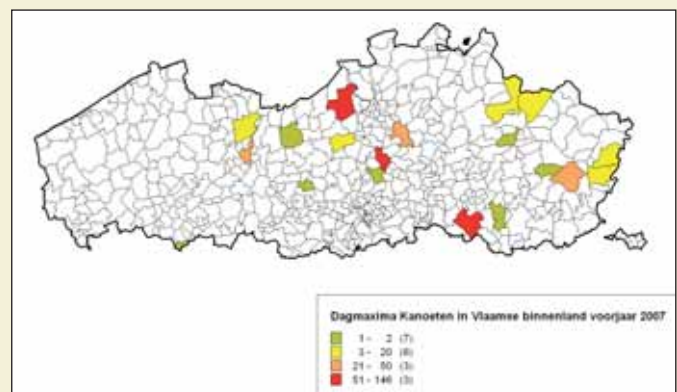 Dagmaxima Kanoeten in Vlaamse binnenland voorjaar 2007
1 - 2 (7)
3 - 20 (6)
21 - 50 (3)
51 - 146 (3)